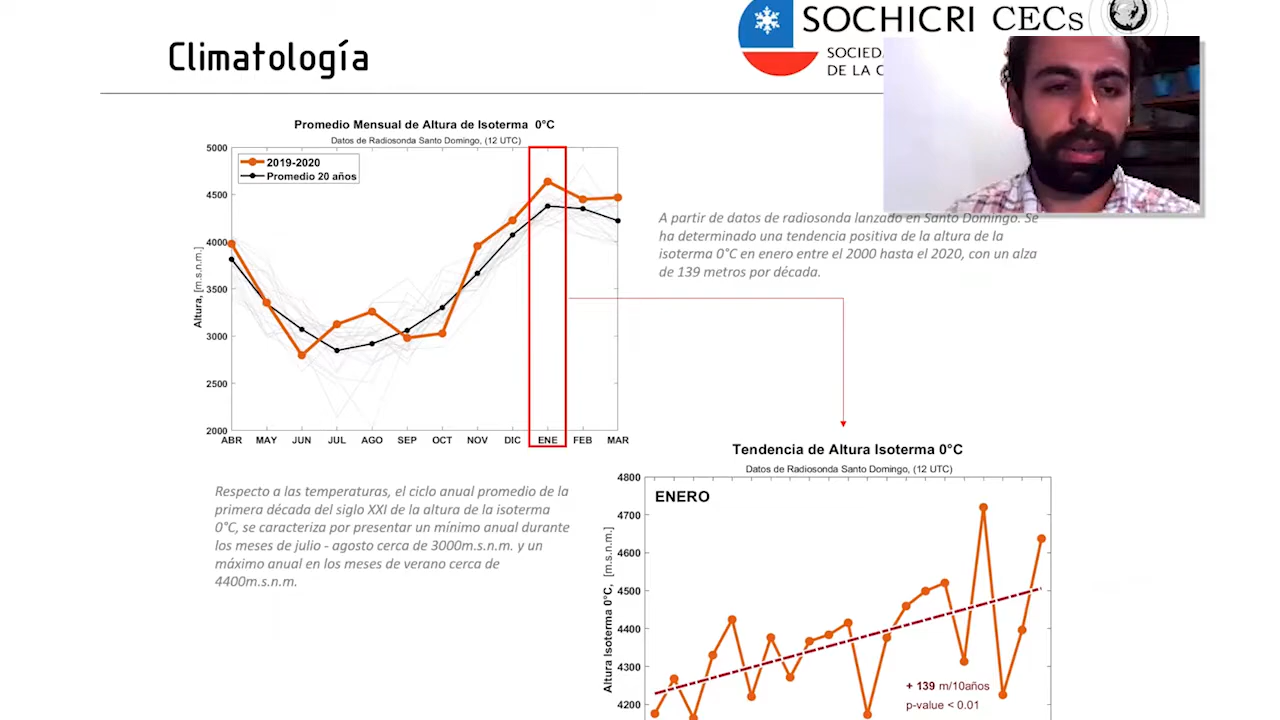 Climatología
SOCHICRI CECs
SOCIEDA
DE LA C
Promedio Mensual de Altura de Isoterma 0°C
Datos de Radiosonda Santo Domingo, (12 UTC)
2019-2020
Promedio 20 años
5000
4500
4000
3500
3000
2500
2000
Altura, [m.s.n.m.]
ABR MAY JUN JUL AGO SEP OCT NOV DIC ENE FEB MAR
A partir de datos de radiosonda lanzado en Santo Domingo. Se
ha determinado una tendencia positiva de la altura de la
isoterma 0°C en enero entre el 2000 hasta el 2020, con un alza
de 139 metros por década.
Respecto a las temperaturas, el ciclo anual promedio de la
primera década del siglo XXI de la altura de la isoterma
0°C, se caracteriza por presentar un mínimo anual durante
los meses de julio - agosto cerca de 3000m.s.n.m. y un
máximo anual en los meses de verano cerca de
4400m.s.n.m.
Tendencia de Altura Isoterma 0°C
Datos de Radiosonda Santo Domingo, (12 UTC)
ENERO
4800
4700
4600
4500
4400
4300
4200
Altura Isoterma 0°C, [m.s.n.m.]
+ 139 m/10años
p-value < 0.01